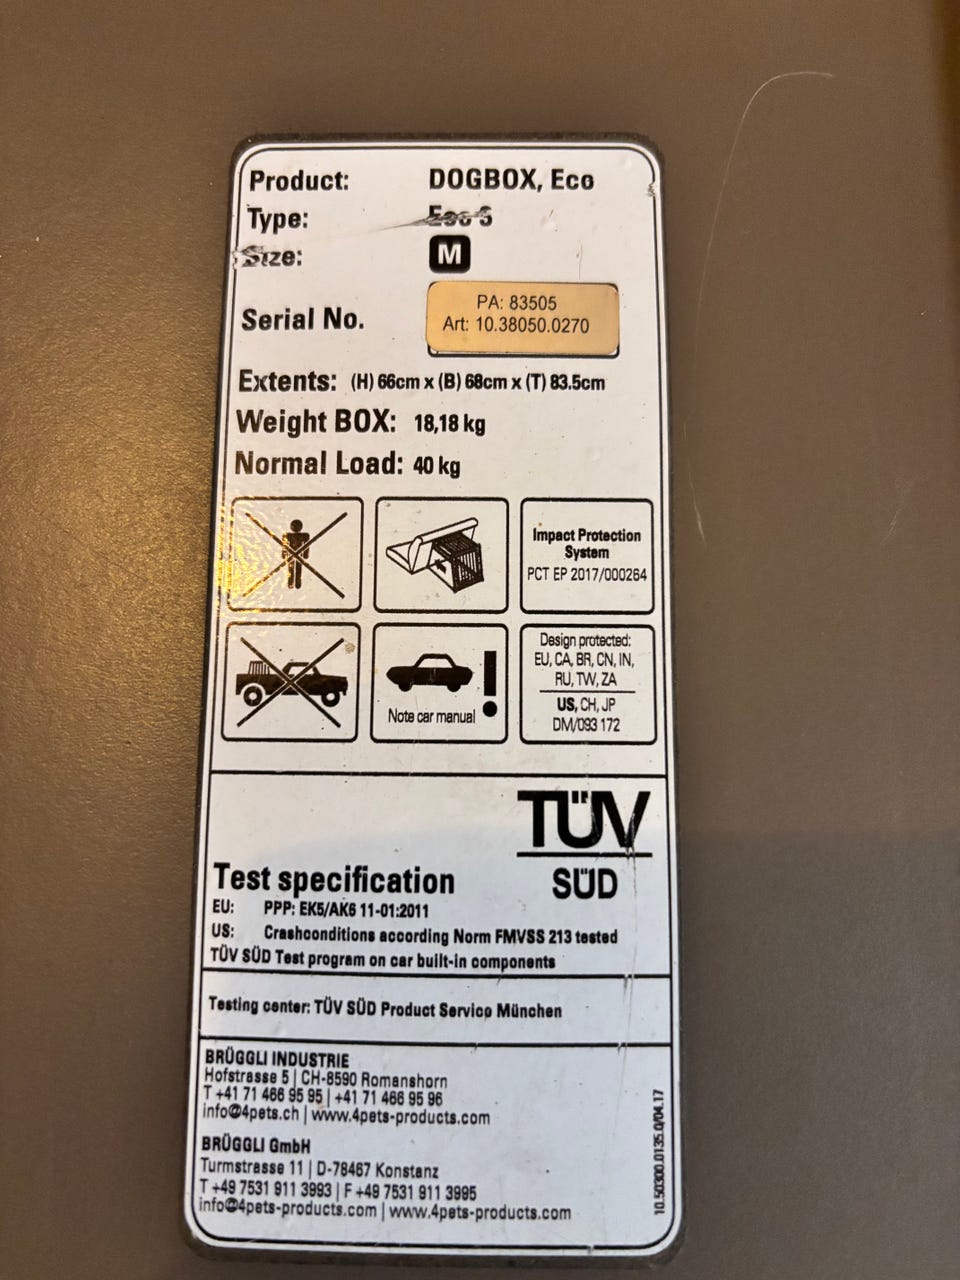 Product: DOGBOX, Eco
Type: Eco S
Size: M
Serial No.
PA: 83505
Art: 10.38050.0270
Extents: (H) 66cm x (B) 68cm x (T) 83.5cm
Weight BOX: 18,18 kg
Normal Load: 40 kg
Impact Protection
System
PCT EP 2017/000264
Note car manual !
Design protected:
EU, CA, BR, CN, IN,
RU, TW, ZA
US, CH, JP
DM/093 172
TÜV
SÜD
Test specification
EU: PPP: EK5/AK6 11-01:2011
US: Crashconditions according Norm FMVSS 213 tested
TÜV SÜD Test program on car built-in components
Testing center: TÜV SÜD Product Service München
BRÜGGLI INDUSTRIE
Hofstrasse 5 | CH-8590 Romanshorn
T +41 71 466 95 95 | +41 71 466 95 96
info@4pets.ch | www.4pets-products.com
BRÜGGLI GmbH
Turmstrasse 11 | D-78467 Konstanz
T +49 7531 911 3993 | F +49 7531 911 3995
info@4pets-products.com | www.4pets-products.com
10.50300.0135.0/04.17